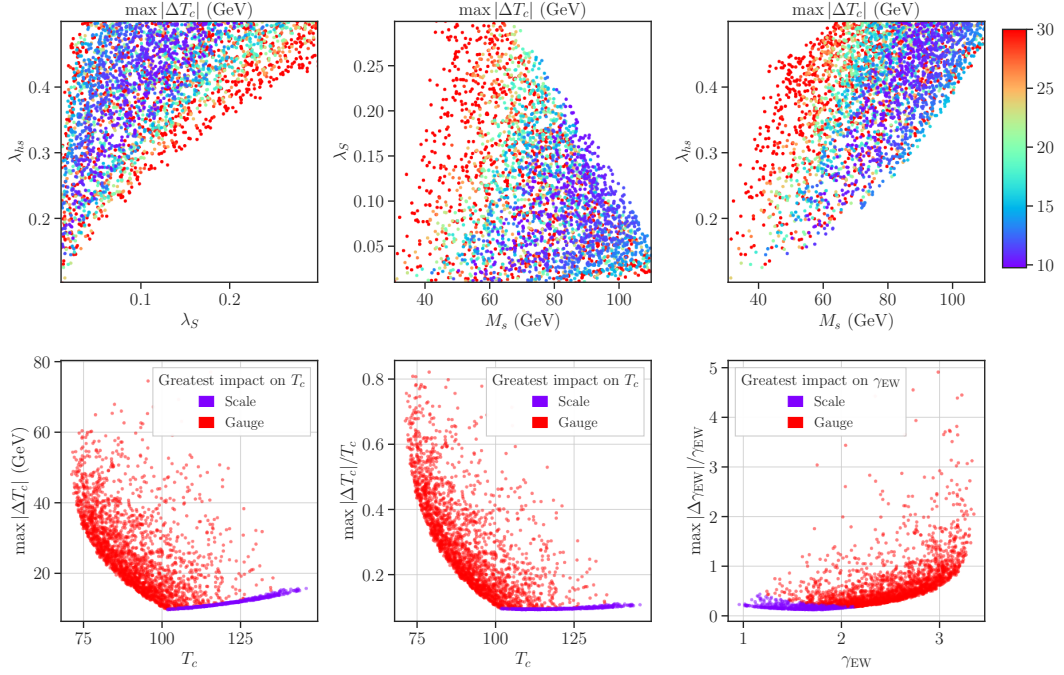 max |ΔT_c| (GeV)
max |ΔT_c| (GeV)
max |ΔT_c| (GeV)
0.4
0.3
0.2
λ_hs
0.1
0.2
λ_S
0.25
0.20
0.15
0.10
0.05
λ_S
40
60
80
100
M_s (GeV)
0.4
0.3
0.2
λ_hs
40
60
80
100
M_s (GeV)
30
25
20
15
10
80
60
40
20
max |ΔT_c| (GeV)
Greatest impact on T_c
Scale
Gauge
75
100
125
T_c
0.8
0.6
0.4
0.2
max |ΔT_c|/T_c
Greatest impact on T_c
Scale
Gauge
75
100
125
T_c
5
4
3
2
1
0
max |Δγ_EW|/γ_EW
Greatest impact on γ_EW
Scale
Gauge
1
2
3
γ_EW